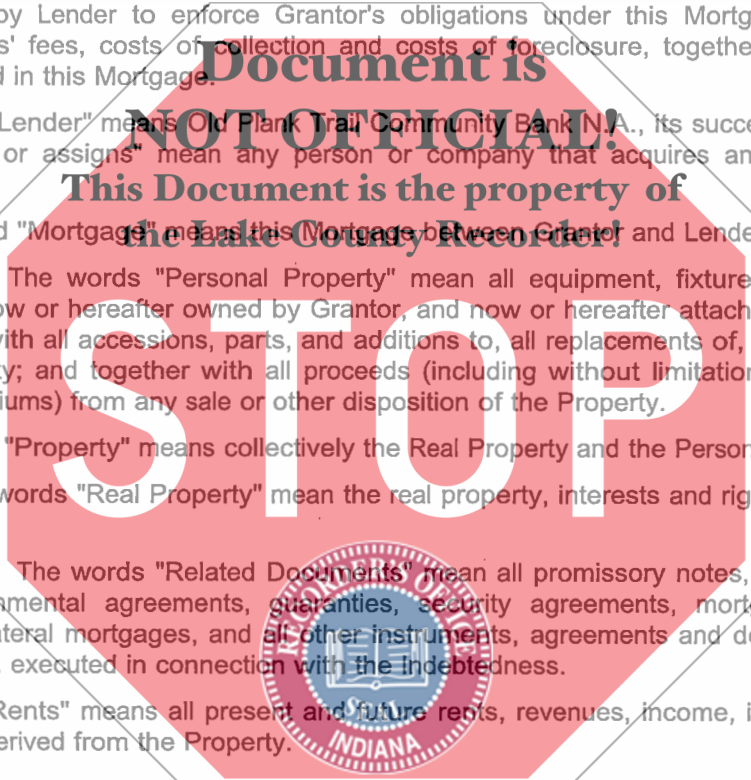 by Lender to enforce Grantor's obligations under this Mortg
s' fees, costs of collection and costs of foreclosure, togethe
d in this Mortgage.
Document is
Lender" means Old Plank Trail Community Bank N.A., its succe
NOT OFFICIAL!
or assigns" mean any person or company that acquires an
This Document is the property of
d "Mortgage" means this Mortgage between Grantor and Lende
the Lake County Recorder!
The words "Personal Property" mean all equipment, fixture
ow or hereafter owned by Grantor, and now or hereafter attach
vith all accessions, parts, and additions to, all replacements of,
ty; and together with all proceeds (including without limitation
iums) from any sale or other disposition of the Property.
STOP
"Property" means collectively the Real Property and the Person
words "Real Property" mean the real property, interests and rig
The words "Related Documents" mean all promissory notes,
nmental agreements, guaranties, security agreements, mort
ateral mortgages, and all other instruments, agreements and d
executed in connection with the Indebtedness.
RECORDER'S OFFICE
SEAL
INDIANA
Rents" means all present and future rents, revenues, income, i
erived from the Property.